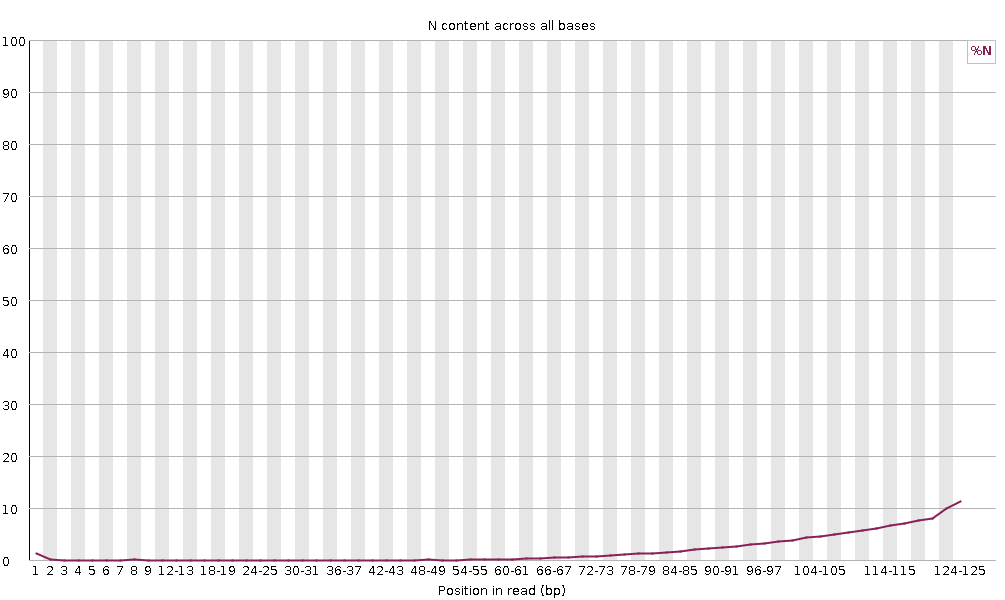 N content across all bases
%N
100
90
80
70
60
50
40
30
20
10
0
1 2 3 4 5 6 7 8 9 12-13 18-19 24-25 30-31 36-37 42-43 48-49 54-55 60-61 66-67 72-73 78-79 84-85 90-91 96-97 104-105 114-115 124-125
Position in read (bp)